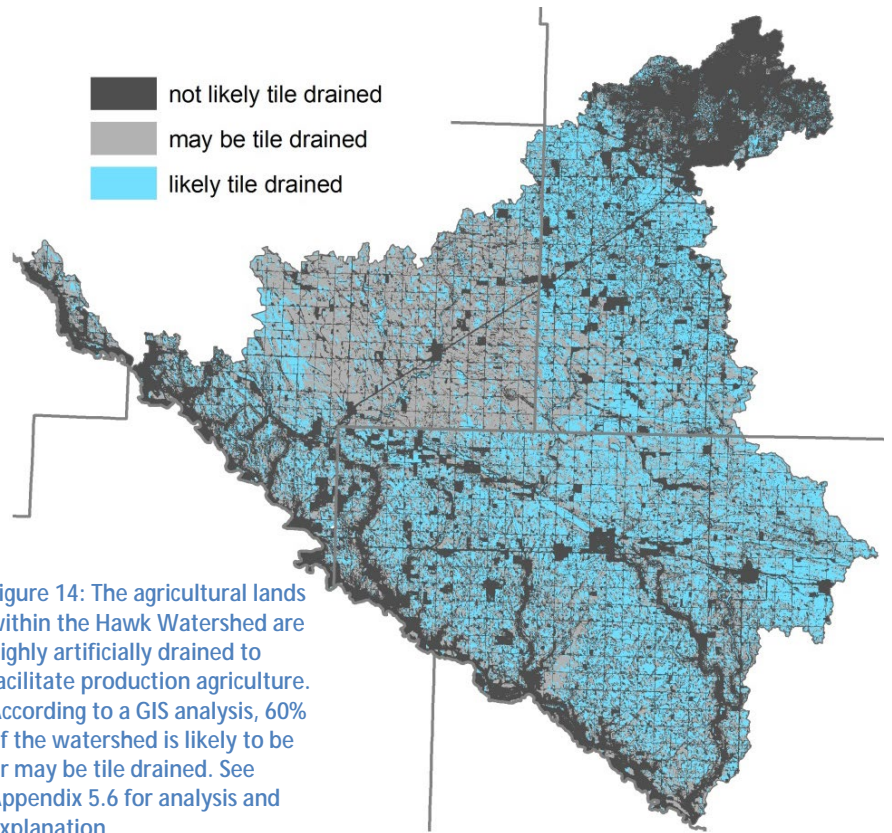 not likely tile drained
may be tile drained
likely tile drained
igure 14: The agricultural lands
within the Hawk Watershed are
ighly artificially drained to
acilitate production agriculture.
According to a GIS analysis, 60%
f the watershed is likely to be
r may be tile drained. See
Appendix 5.6 for analysis and
xplanation